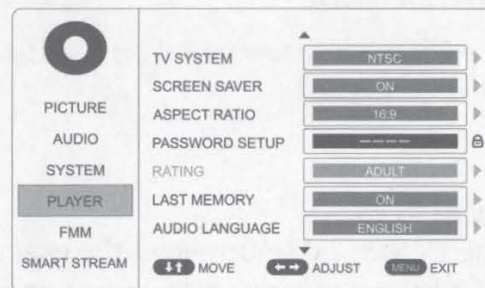 PICTURE
AUDIO
SYSTEM
PLAYER
FMM
SMART STREAM
TV SYSTEM NTSC
SCREEN SAVER ON
ASPECT RATIO 16:9
PASSWORD SETUP ----
RATING ADULT
LAST MEMORY ON
AUDIO LANGUAGE ENGLISH
MOVE ADJUST MENU EXIT